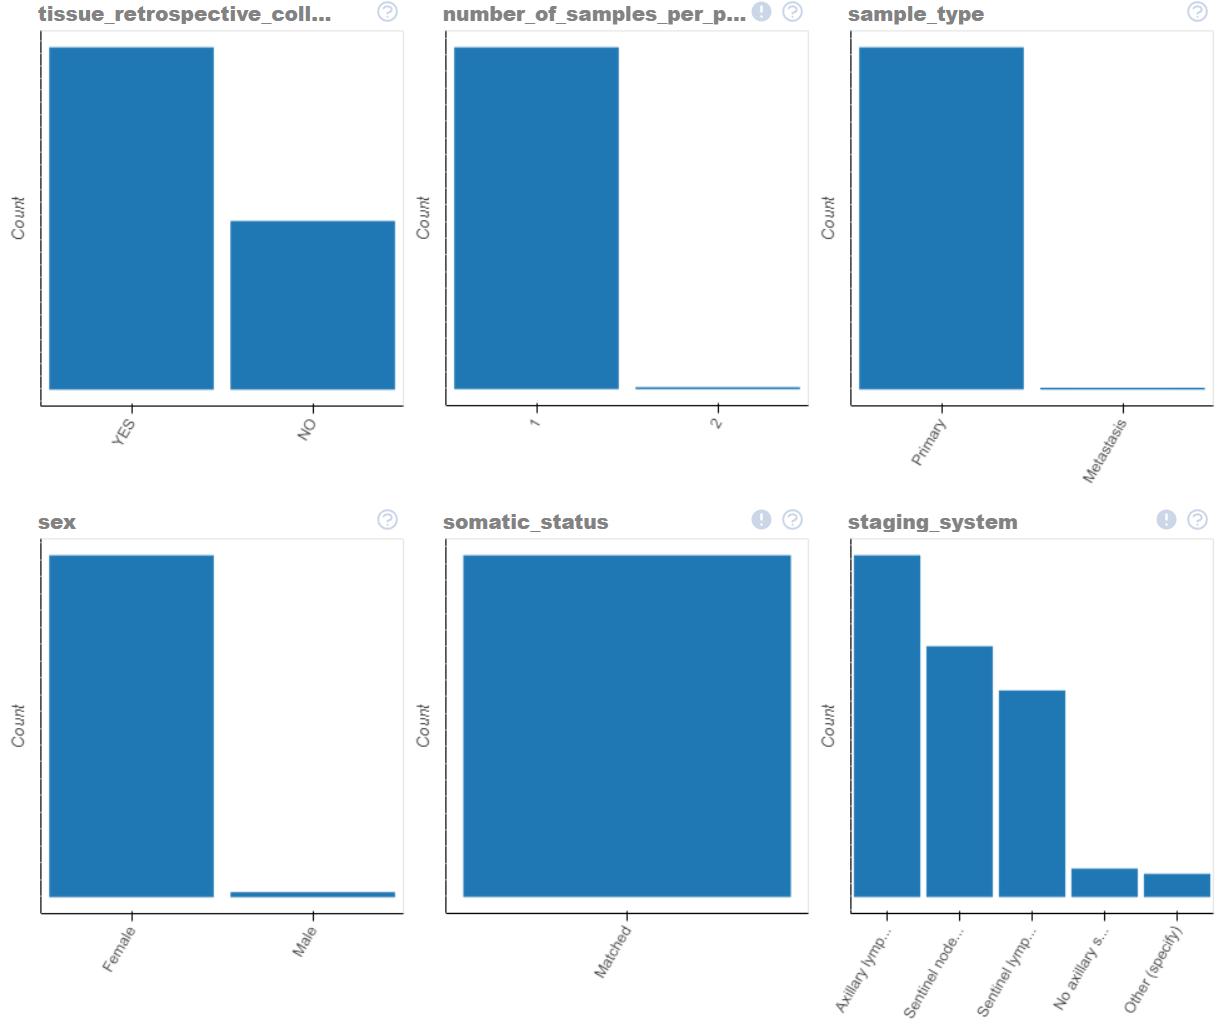 tissue_retrospective_coll...
number_of_samples_per_p... ! ?
sample_type ?
Count
YES
NO
Count
1
2
Count
Primary
Metastasis
sex ?
somatic_status ! ?
staging_system ! ?
Count
Female
Male
Count
Matched
Count
Axillary lymp...
Sentinel node...
Sentinel lymp...
No axillary s...
Other (specify)